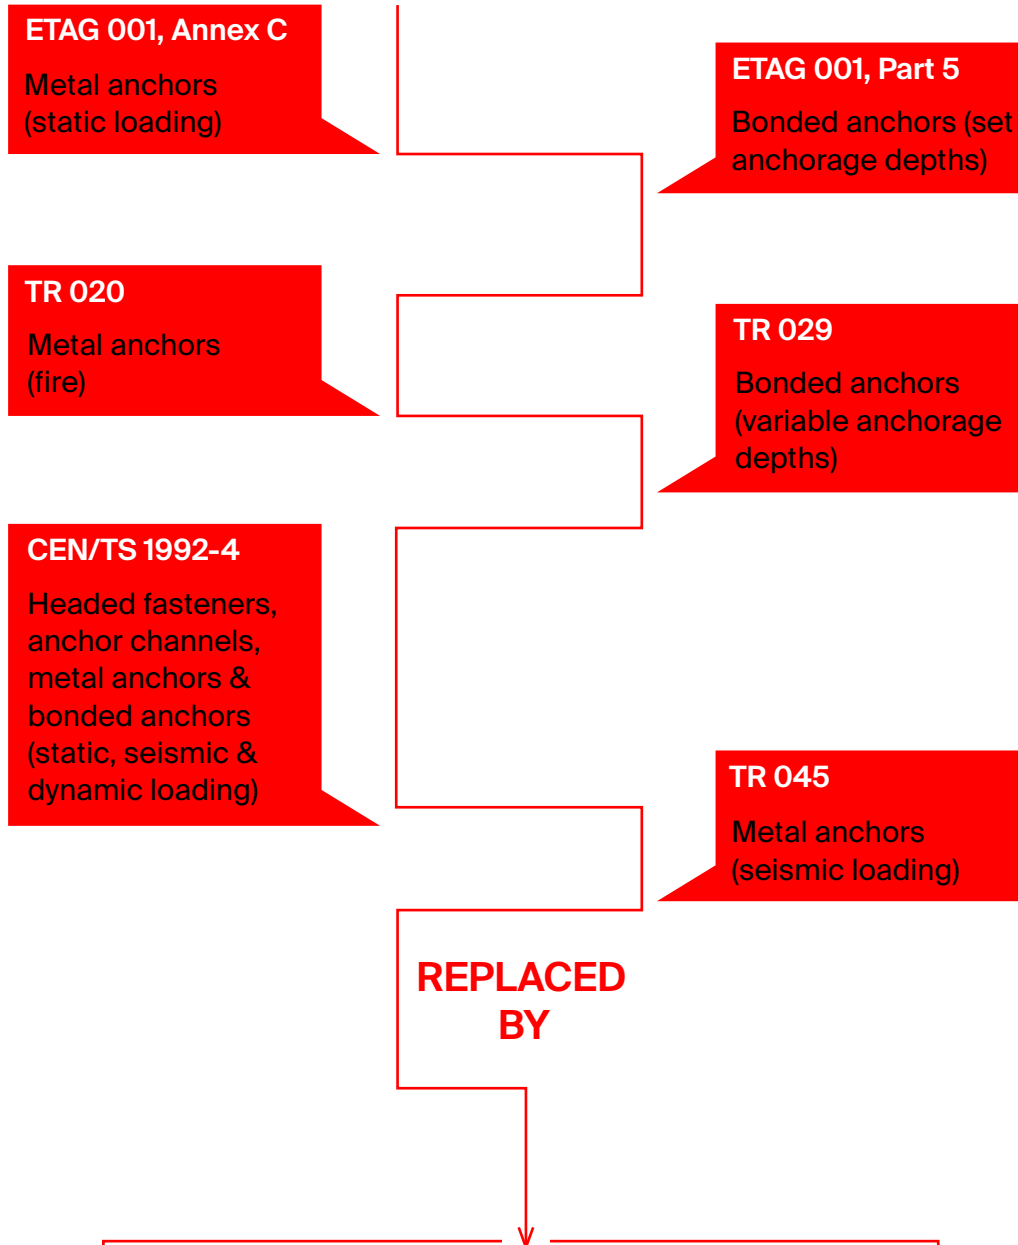 ETAG 001, Annex C
Metal anchors
(static loading)
ETAG 001, Part 5
Bonded anchors (set
anchorage depths)
TR 020
Metal anchors
(fire)
TR 029
Bonded anchors
(variable anchorage
depths)
CEN/TS 1992-4
Headed fasteners,
anchor channels,
metal anchors &
bonded anchors
(static, seismic &
dynamic loading)
TR 045
Metal anchors
(seismic loading)
REPLACED
BY